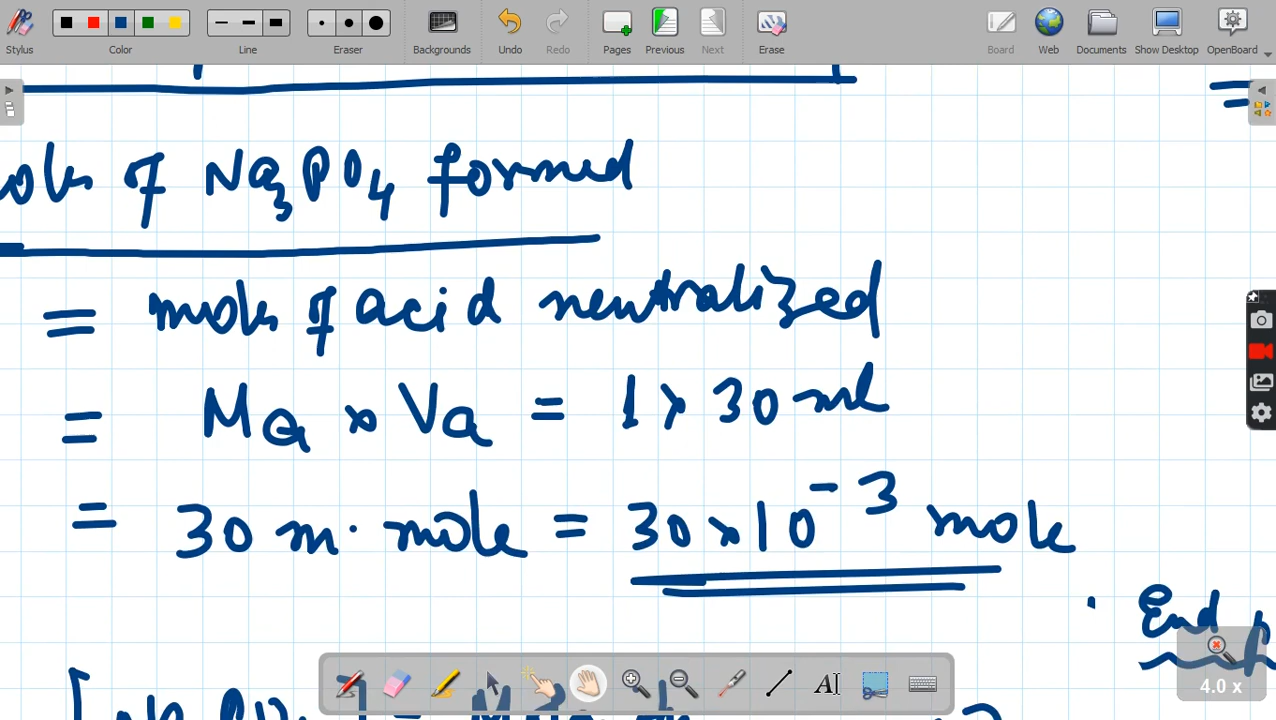 Stylus Color Line Eraser Backgrounds Undo Redo Pages Previous Next Erase Board Web Documents Show Desktop OpenBoard
of Na3PO4 formed
= mole of acid neutralized
= Ma × Va = 1 × 30 ml
= 30 m. mole = 30×10⁻³ mole
End
4.0 x